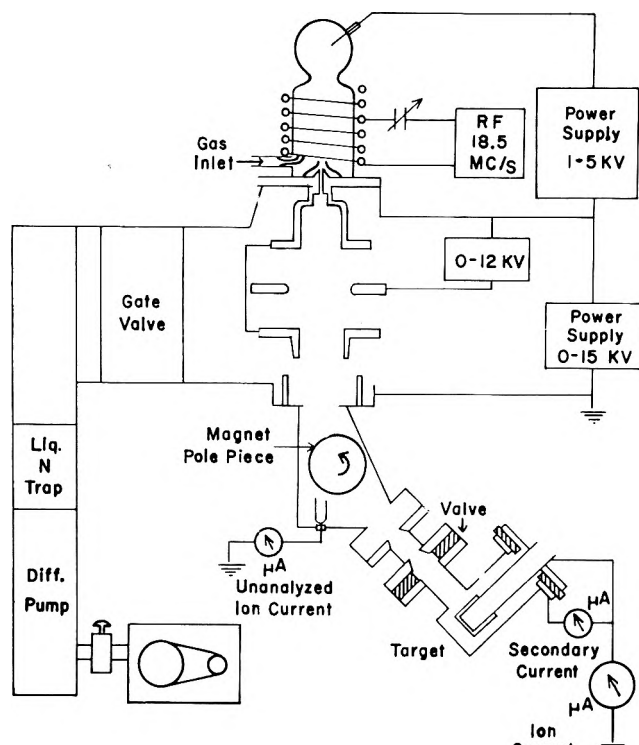 Gas
Inlet
RF
18.5
MC/S
Power
Supply
1-5 KV
0-12 KV
Gate
Valve
Power
Supply
0-15 KV
Liq.
N
Trap
Magnet
Pole Piece
Valve
Diff.
Pump
μA
Unanalyzed
Ion Current
Target
μA
Secondary
Current
μA
Ion